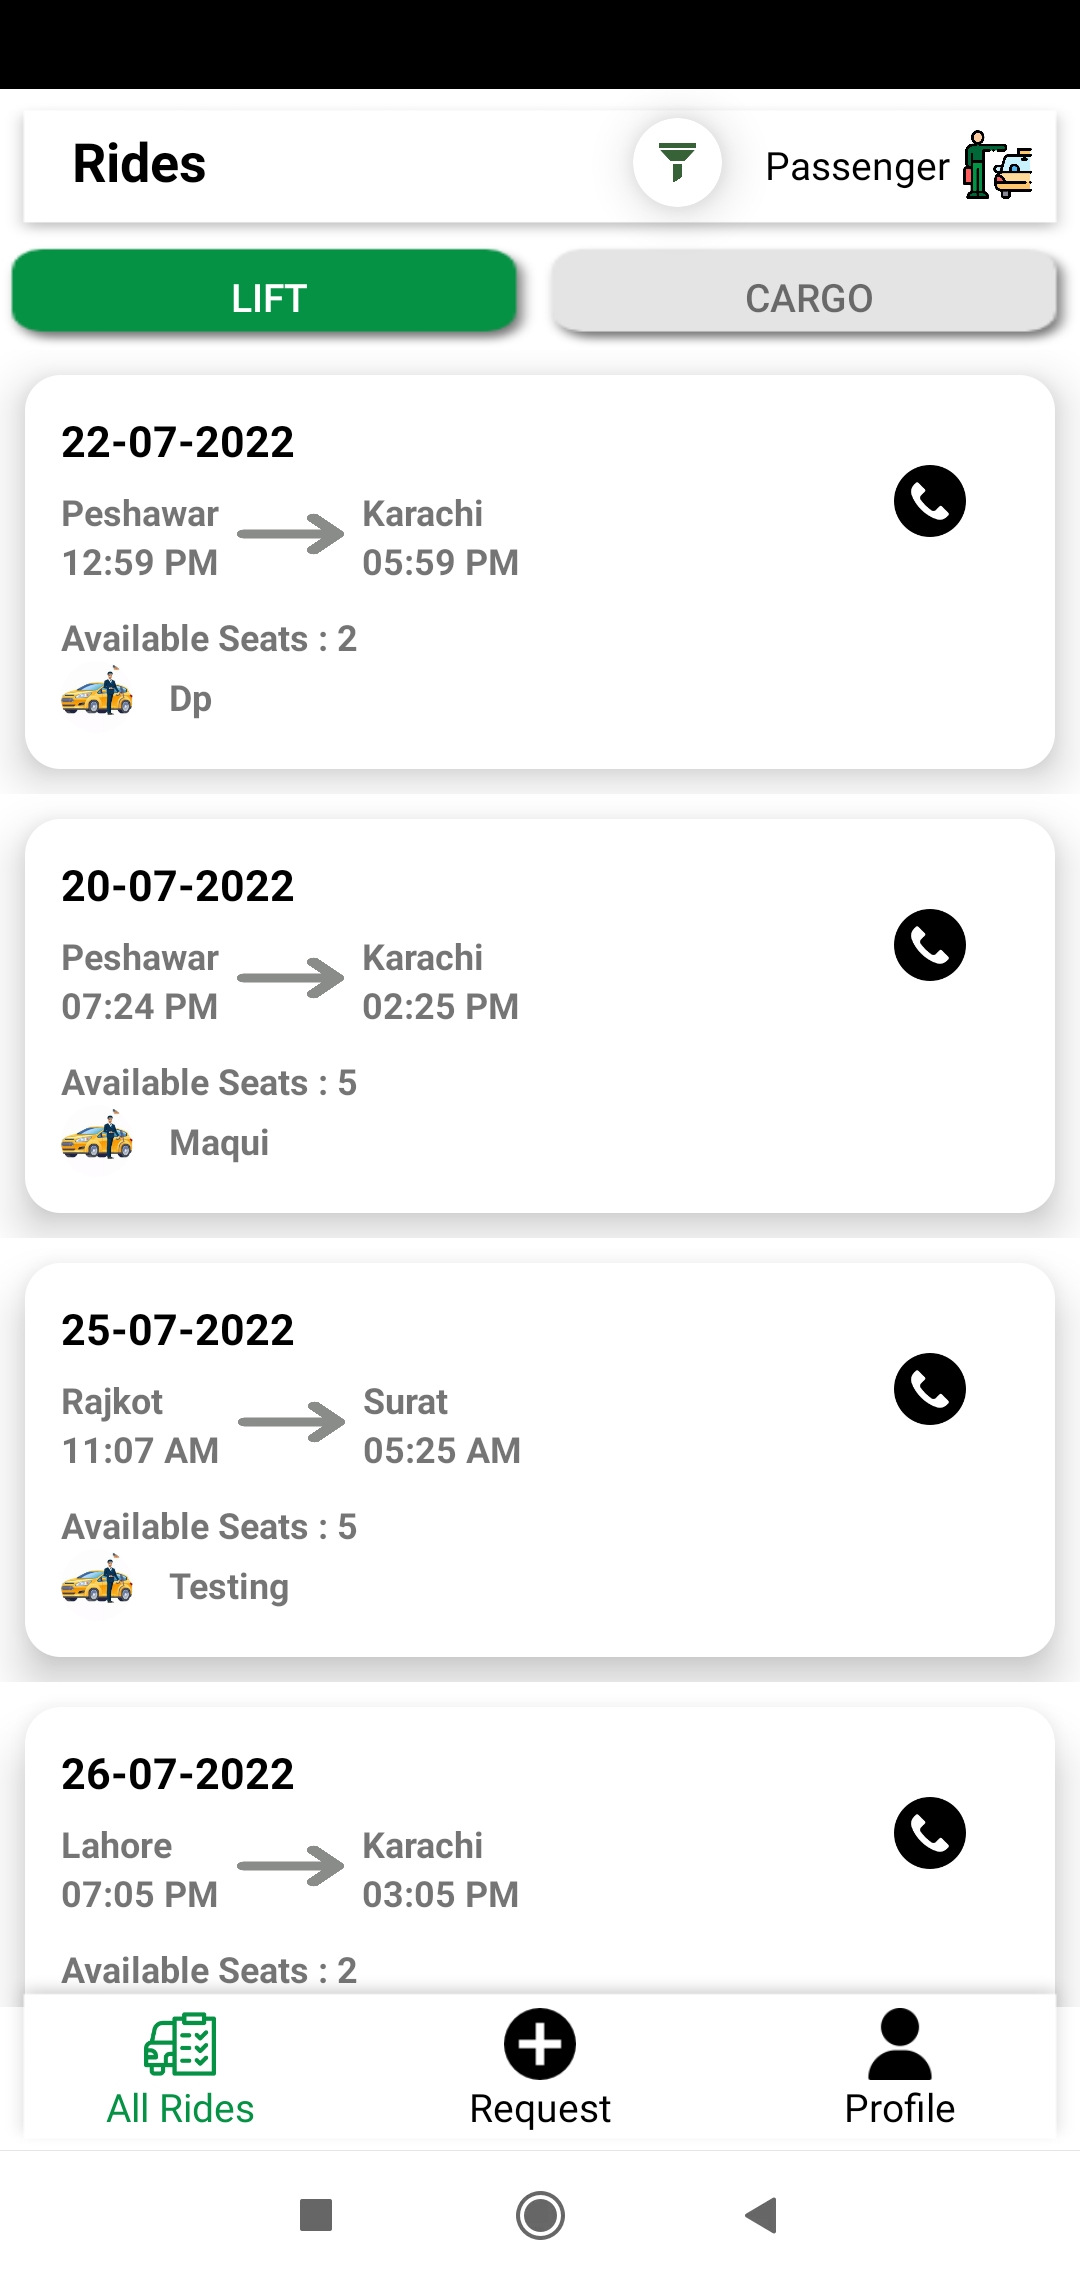 Rides
Passenger
LIFT
CARGO
22-07-2022
Peshawar
Karachi
12:59 PM
05:59 PM
Available Seats : 2
Dp
20-07-2022
Peshawar
Karachi
07:24 PM
02:25 PM
Available Seats : 5
Maqui
25-07-2022
Rajkot
Surat
11:07 AM
05:25 AM
Available Seats : 5
Testing
26-07-2022
Lahore
Karachi
07:05 PM
03:05 PM
Available Seats : 2
All Rides
Request
Profile